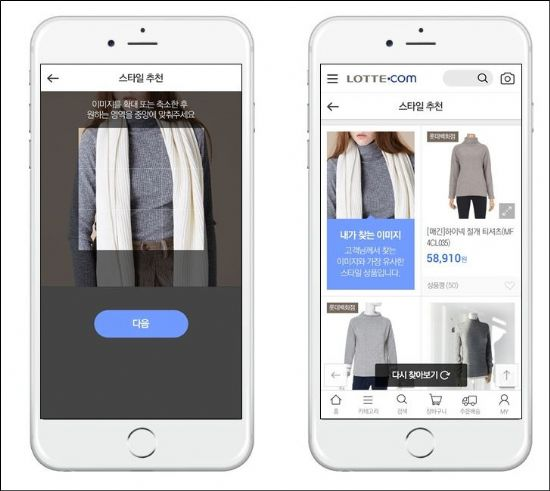 스타일 추천
이미지를 확대 또는 축소한 후
원하는 영역을 중앙에 맞춰주세요
다음
LOTTE•COM
스타일 추천
내가 찾는 이미지
고객님께서 찾는
이미지와 가장 유사한
스타일 상품입니다.
롯데백화점
[매긴]하이넥 절개 티셔츠(MF
4CL035)
58,910원
상품평 (50)
롯데백화점
다시 찾아보기
홈
카테고리
검색
장바구니
주문배송
MY